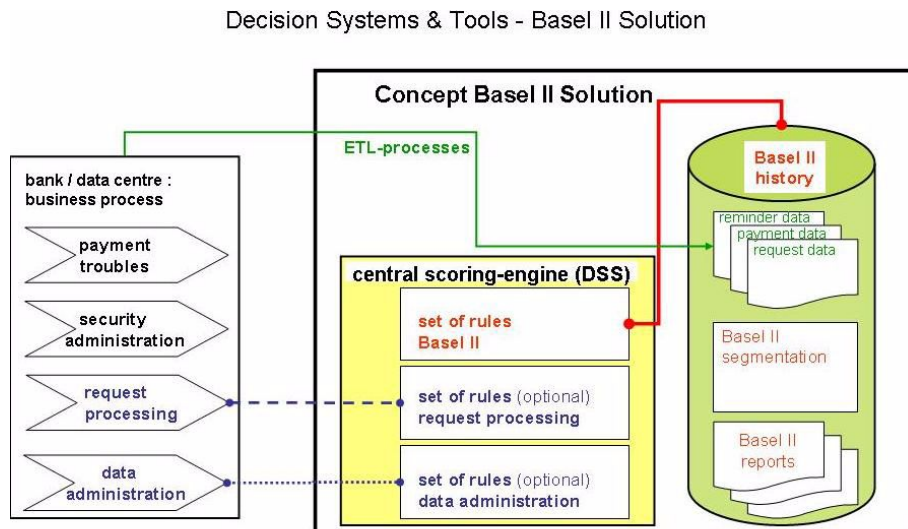 Decision Systems & Tools - Basel II Solution
Concept Basel II Solution
ETL-processes
bank / data centre :
business process
payment
troubles
security
administration
request
processing
data
administration
central scoring-engine (DSS)
set of rules
Basel II
set of rules (optional)
request processing
set of rules (optional)
data administration
Basel II
history
reminder data
payment data
request data
Basel II
segmentation
Basel II
reports